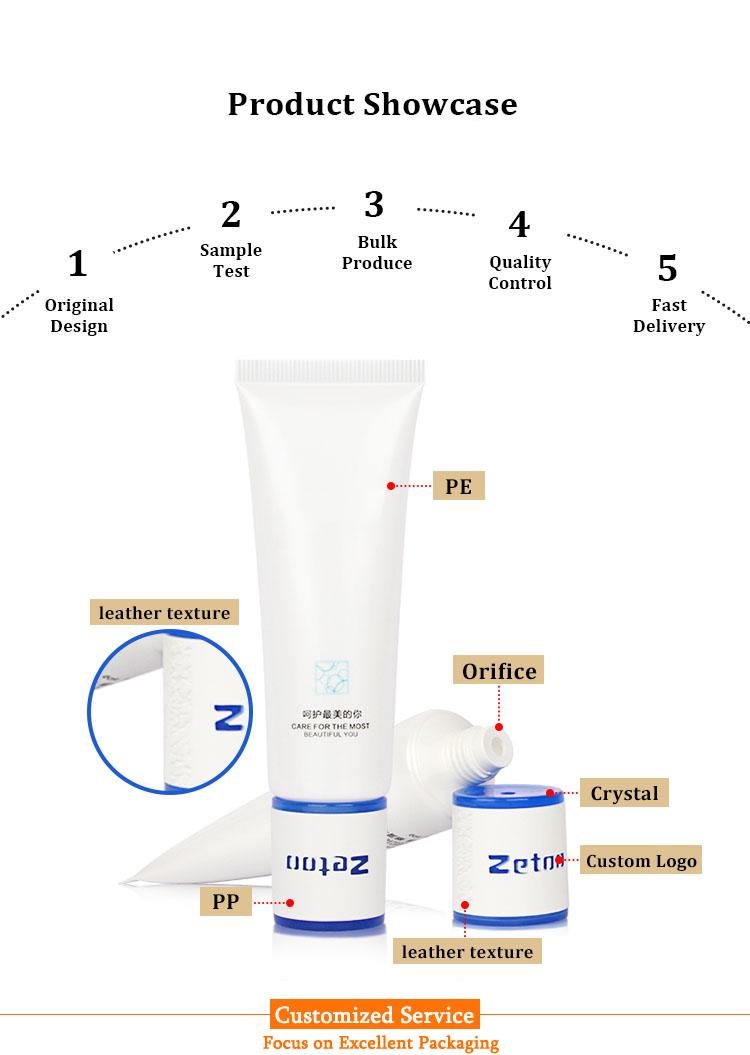 Product Showcase
1
Original
Design
2
Sample
Test
3
Bulk
Produce
4
Quality
Control
5
Fast
Delivery
PE
leather texture
Orifice
呵护最美的你
CARE FOR THE MOST
BEAUTIFUL YOU
Crystal
Custom Logo
PP
leather texture
Customized Service
Focus on Excellent Packaging